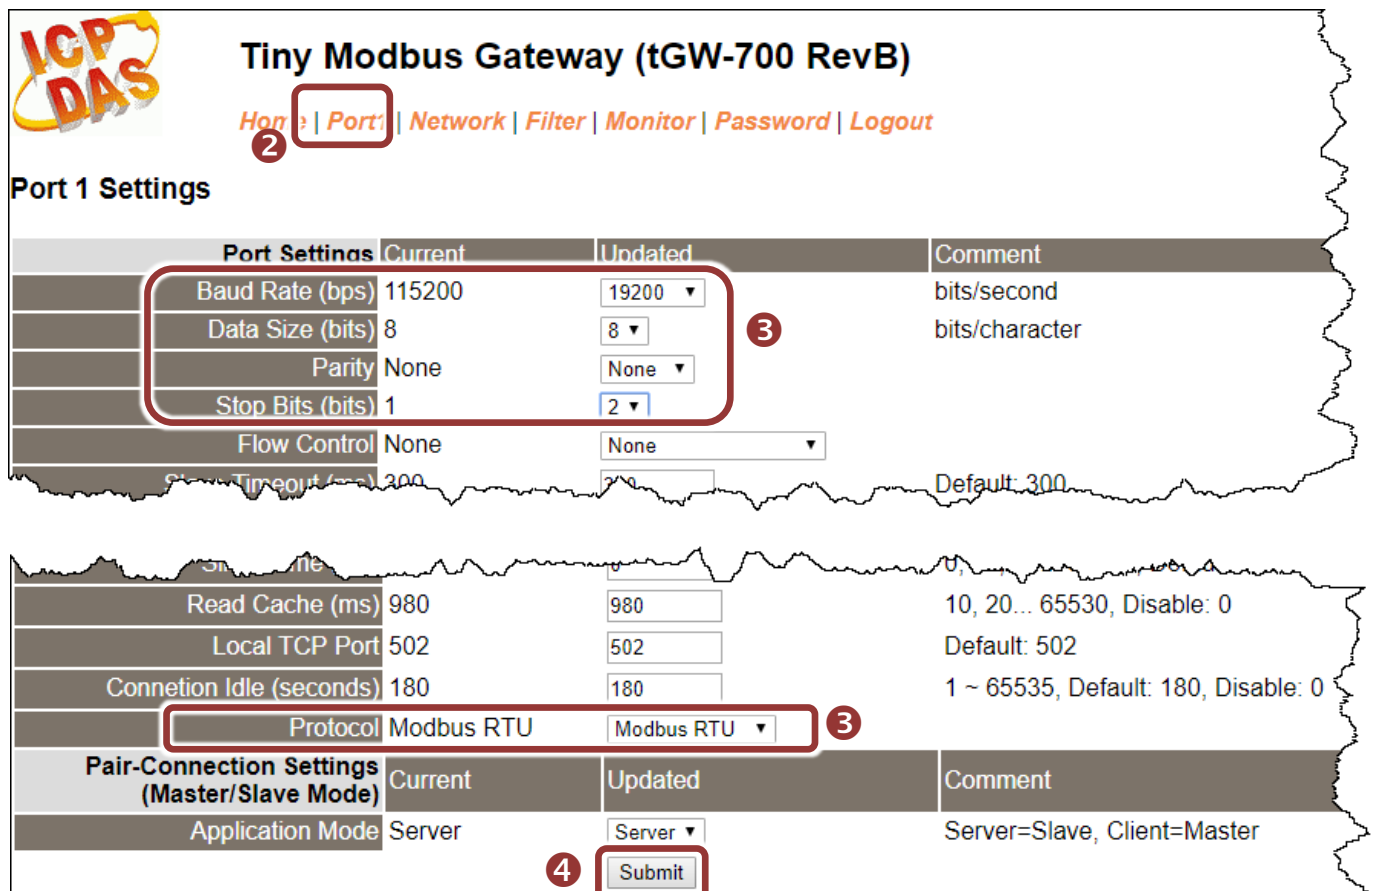 ICP
DAS
Tiny Modbus Gateway (tGW-700 RevB)
Home | Port1 | Network | Filter | Monitor | Password | Logout
2
Port 1 Settings
Port Settings Current Updated Comment
Baud Rate (bps) 115200 19200 bits/second
Data Size (bits) 8 8 bits/character
3
Parity None None
Stop Bits (bits) 1 2
Flow Control None None
Timeout (ms) 300 Default: 300
Read Cache (ms) 980 980 10, 20... 65530, Disable: 0
Local TCP Port 502 502 Default: 502
Connetion Idle (seconds) 180 180 1 ~ 65535, Default: 180, Disable: 0
Protocol Modbus RTU Modbus RTU 3
Pair-Connection Settings
(Master/Slave Mode) Current Updated Comment
Application Mode Server Server Server=Slave, Client=Master
4 Submit